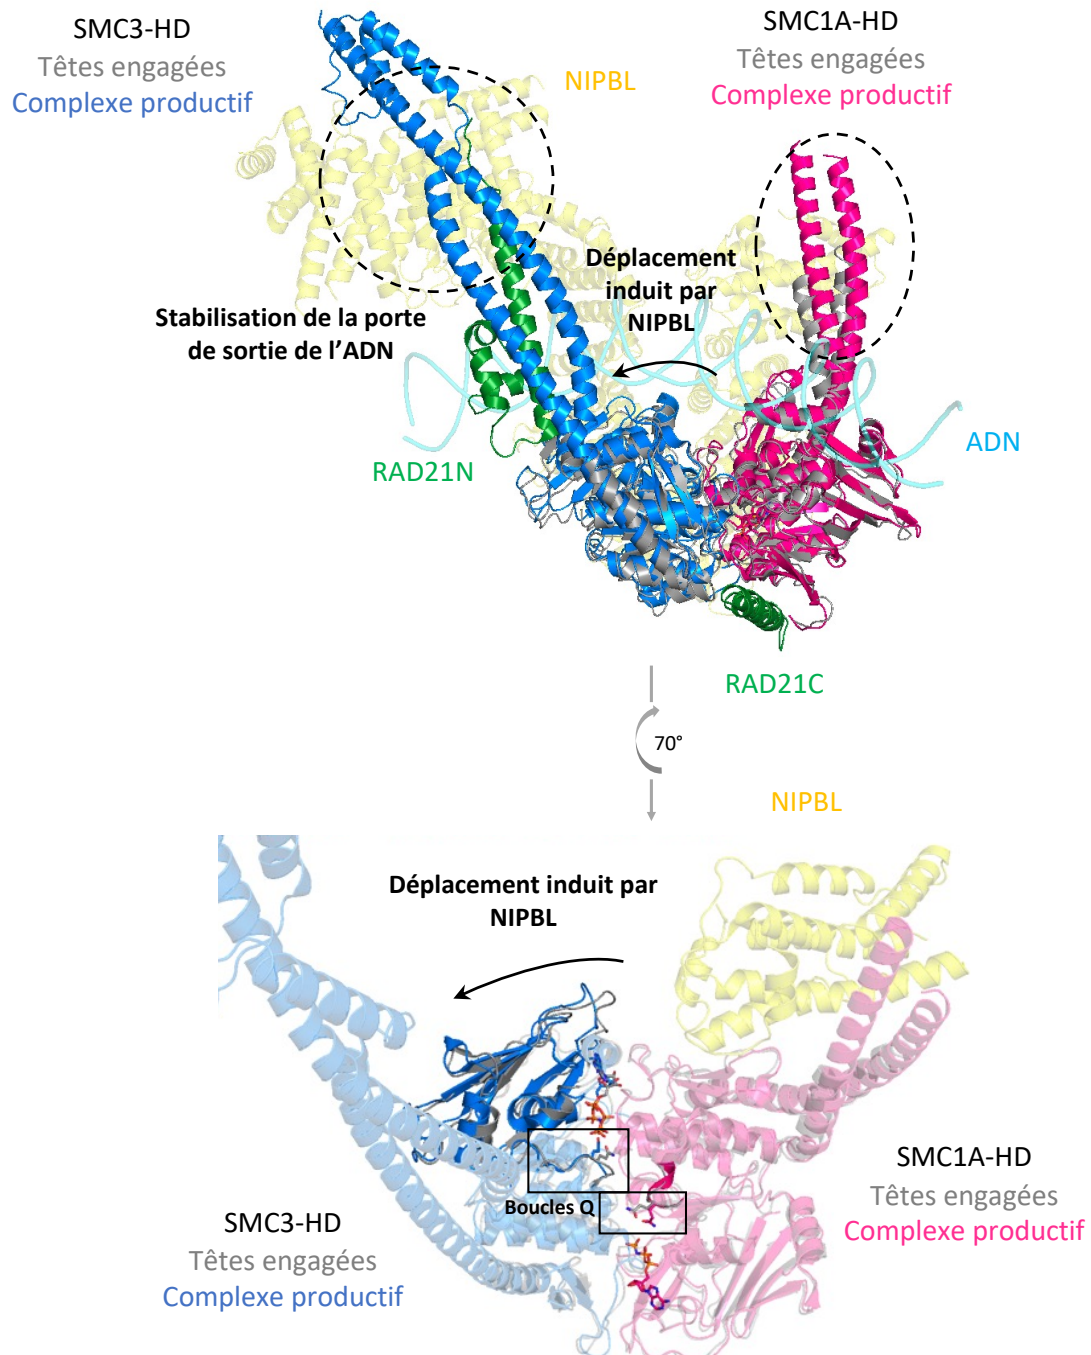 SMC3-HD
Têtes engagées
Complexe productif
NIPBL
SMC1A-HD
Têtes engagées
Complexe productif
Déplacement
induit par
NIPBL
Stabilisation de la porte
de sortie de l’ADN
RAD21N
ADN
RAD21C
70°
NIPBL
Déplacement induit par
NIPBL
Boucles Q
SMC1A-HD
Têtes engagées
Complexe productif
SMC3-HD
Têtes engagées
Complexe productif